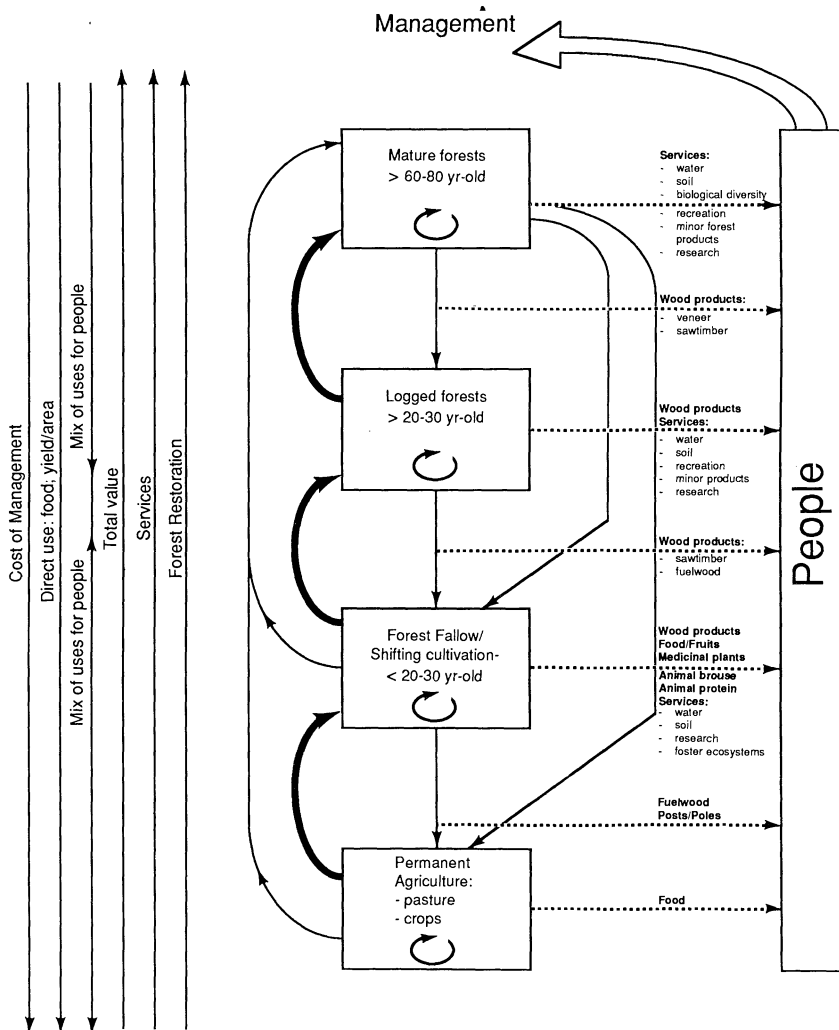 Management
Mature forests
> 60-80 yr-old
Services:
- water
- soil
- biological diversity
- recreation
- minor forest
products
- research
Wood products:
- veneer
- sawtimber
Logged forests
> 20-30 yr-old
Wood products
Services:
- water
- soil
- recreation
- minor products
- research
Wood products:
- sawtimber
- fuelwood
Forest Fallow/
Shifting cultivation-
< 20-30 yr-old
Wood products
Food/Fruits
Medicinal plants
Animal brouse
Animal protein
Services:
- water
- soil
- research
- foster ecosystems
Fuelwood
Posts/Poles
Permanent
Agriculture:
- pasture
- crops
Food
People
Cost of Management
Direct use: food; yield/area
Mix of uses for people
Mix of uses for people
Total value
Services
Forest Restoration